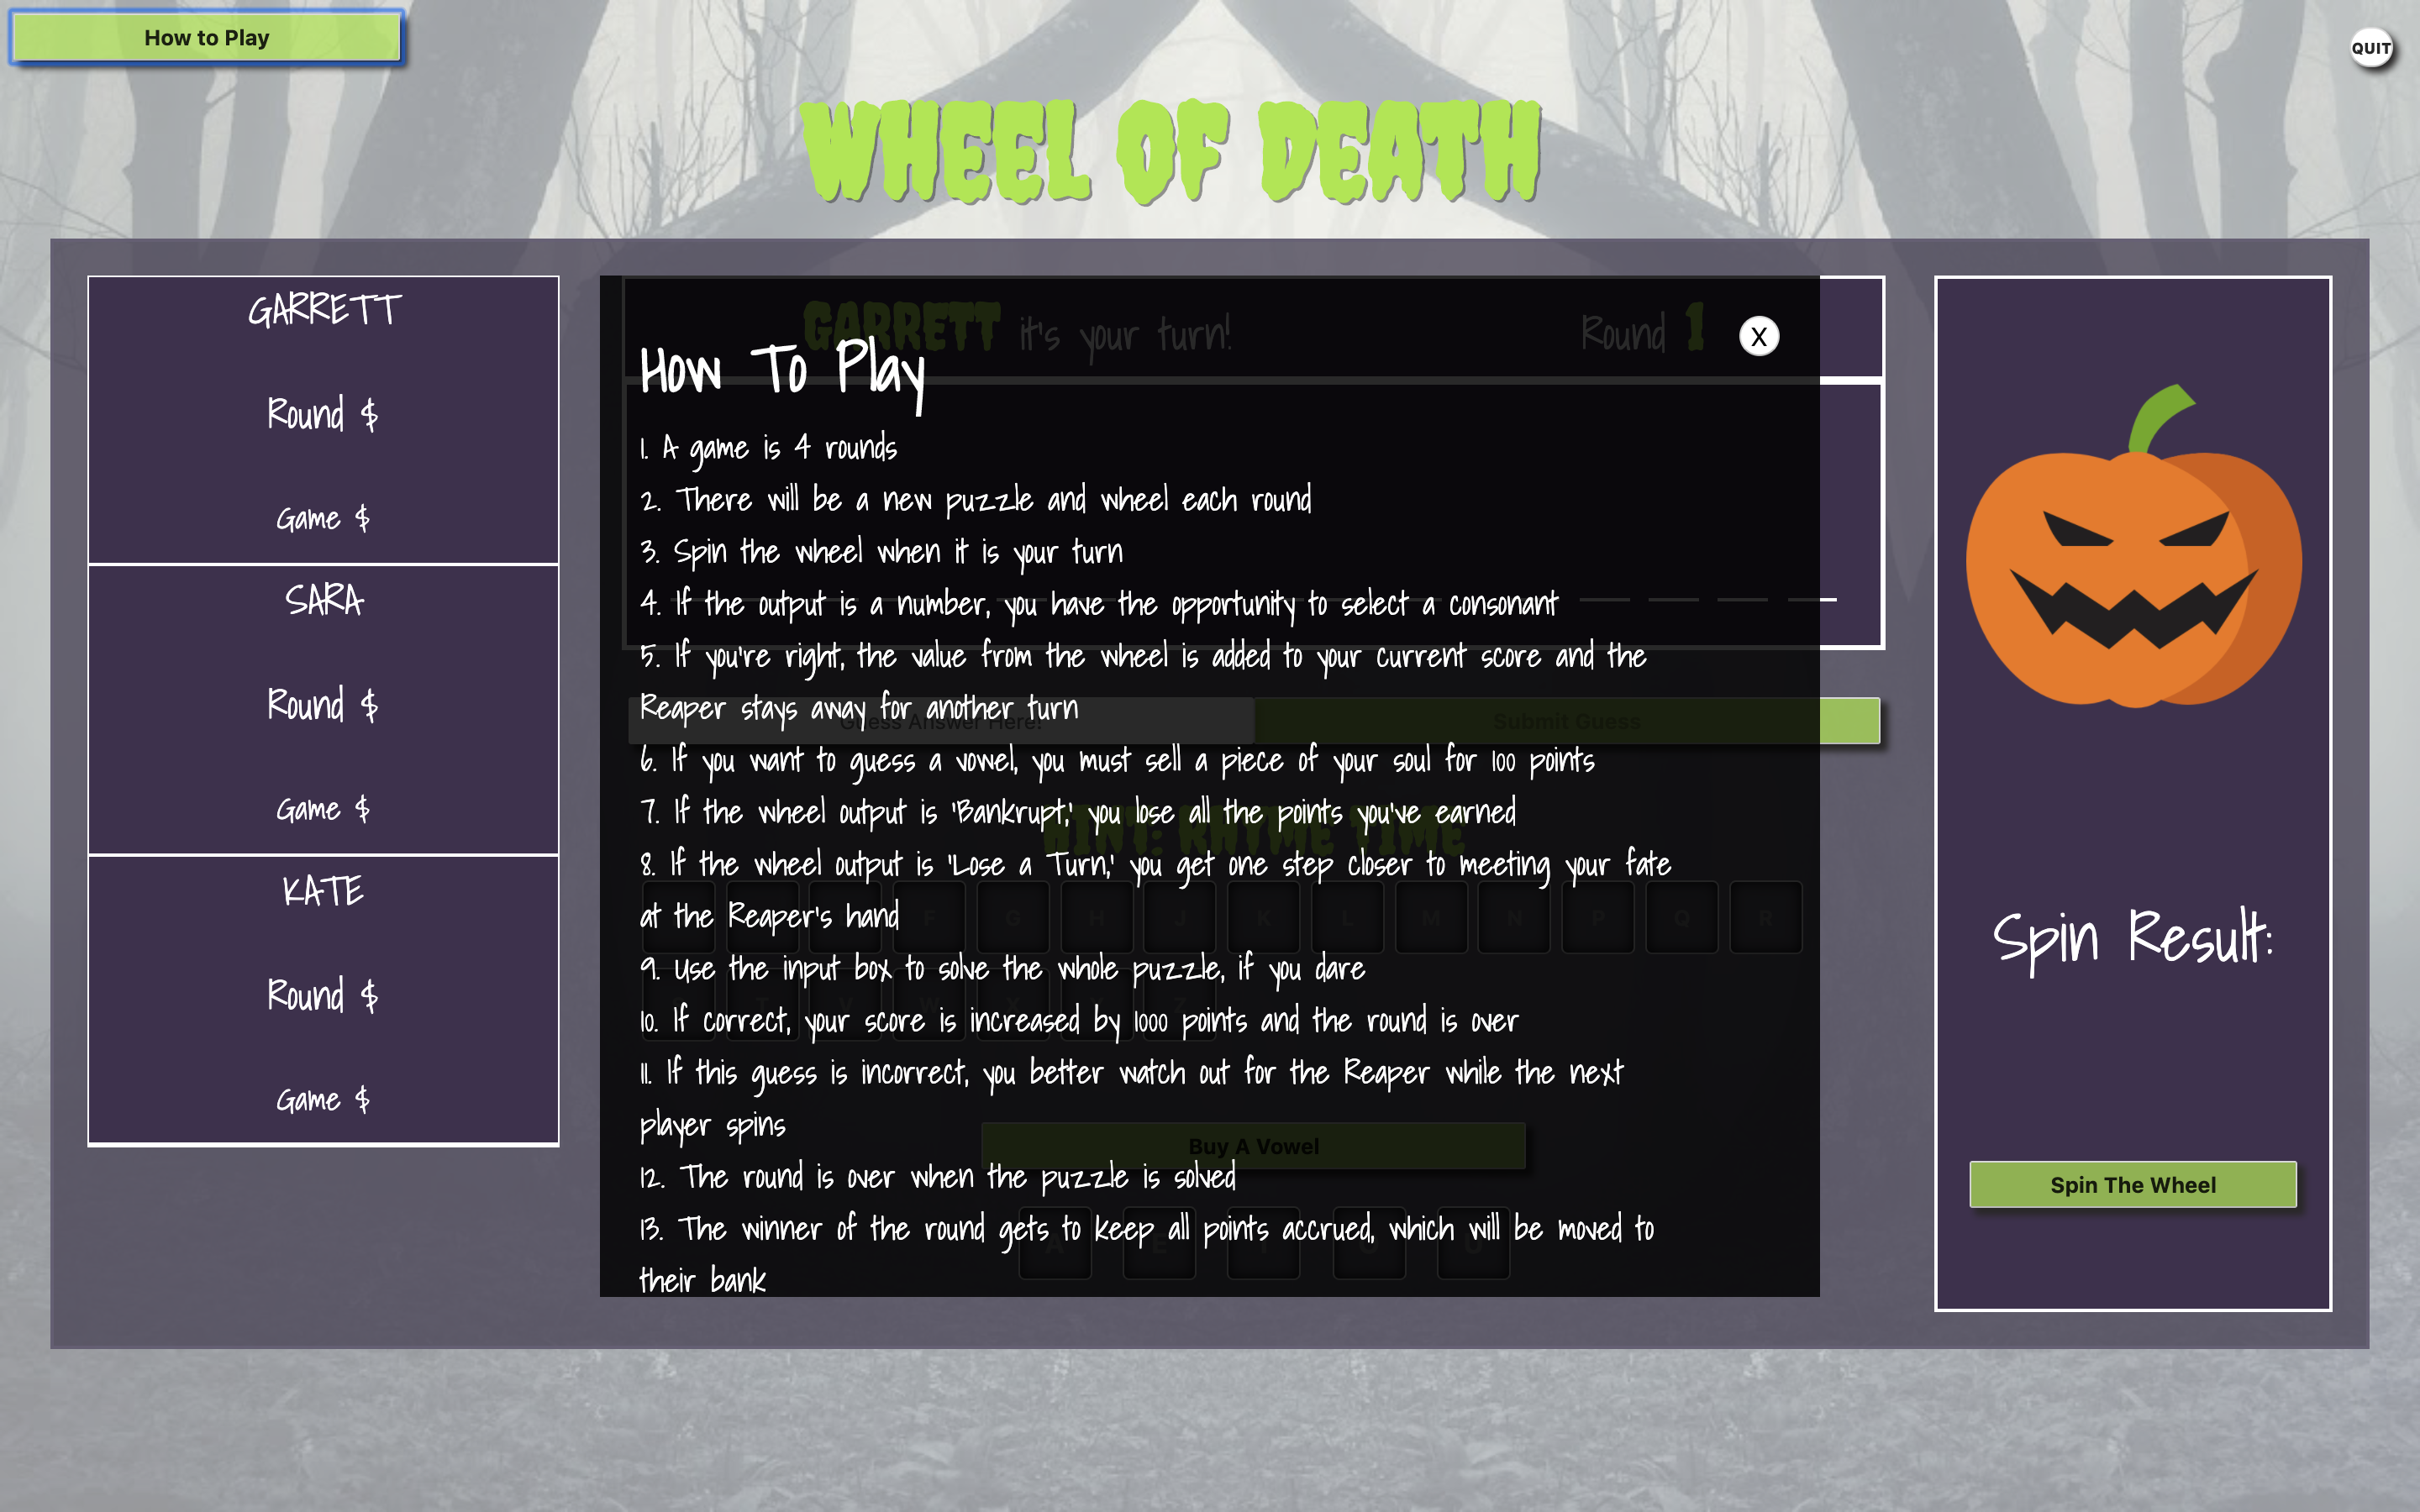 How to Play
QUIT
WHEEL OF DEATH
GARRETT
Round $
Game $
SARA
Round $
Game $
KATE
Round $
Game $
GARRETT it's your turn!
Round 1
X
How To Play
1. A game is 4 rounds
2. There will be a new puzzle and wheel each round
3. Spin the wheel when it is your turn
4. If the output is a number, you have the opportunity to select a consonant
5. If you're right, the value from the wheel is added to your current score and the
Reaper stays away for another turn
Guess Answer Here!
Submit Guess
6. If you want to guess a vowel, you must sell a piece of your soul for 100 points
7. If the wheel output is 'Bankrupt,' you lose all the points you've earned
HINT: RHYME TIME
8. If the wheel output is 'Lose a Turn,' you get one step closer to meeting your fate
at the Reaper's hand
F G H J K L M N P Q R
9. Use the input box to solve the whole puzzle, if you dare
T V W X Z
10. If correct, your score is increased by 1000 points and the round is over
11. If this guess is incorrect, you better watch out for the Reaper while the next
player spins
Buy A Vowel
12. The round is over when the puzzle is solved
13. The winner of the round gets to keep all points accrued, which will be moved to
their bank
A E I O U
Spin Result:
Spin The Wheel